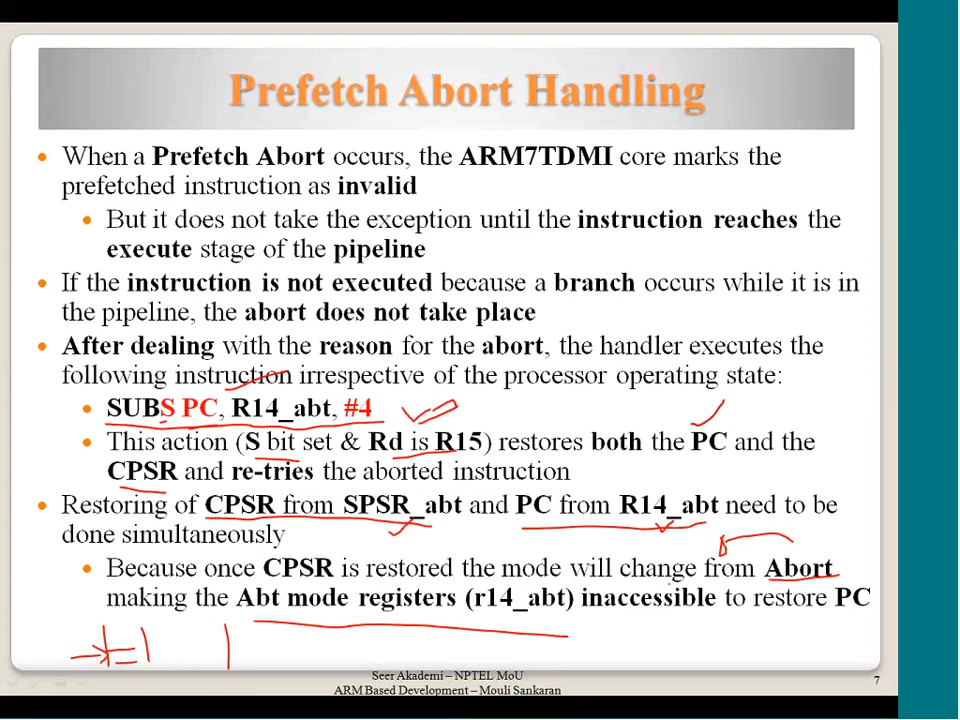 Prefetch Abort Handling
• When a Prefetch Abort occurs, the ARM7TDMI core marks the
prefetched instruction as invalid
• But it does not take the exception until the instruction reaches the
execute stage of the pipeline
• If the instruction is not executed because a branch occurs while it is in
the pipeline, the abort does not take place
• After dealing with the reason for the abort, the handler executes the
following instruction irrespective of the processor operating state:
• SUBS PC, R14_abt, #4
• This action (S bit set & Rd is R15) restores both the PC and the
CPSR and re-tries the aborted instruction
• Restoring of CPSR from SPSR_abt and PC from R14_abt need to be
done simultaneously
• Because once CPSR is restored the mode will change from Abort
making the Abt mode registers (r14_abt) inaccessible to restore PC
Seer Akademi – NPTEL MoU
ARM Based Development – Mouli Sankaran
7